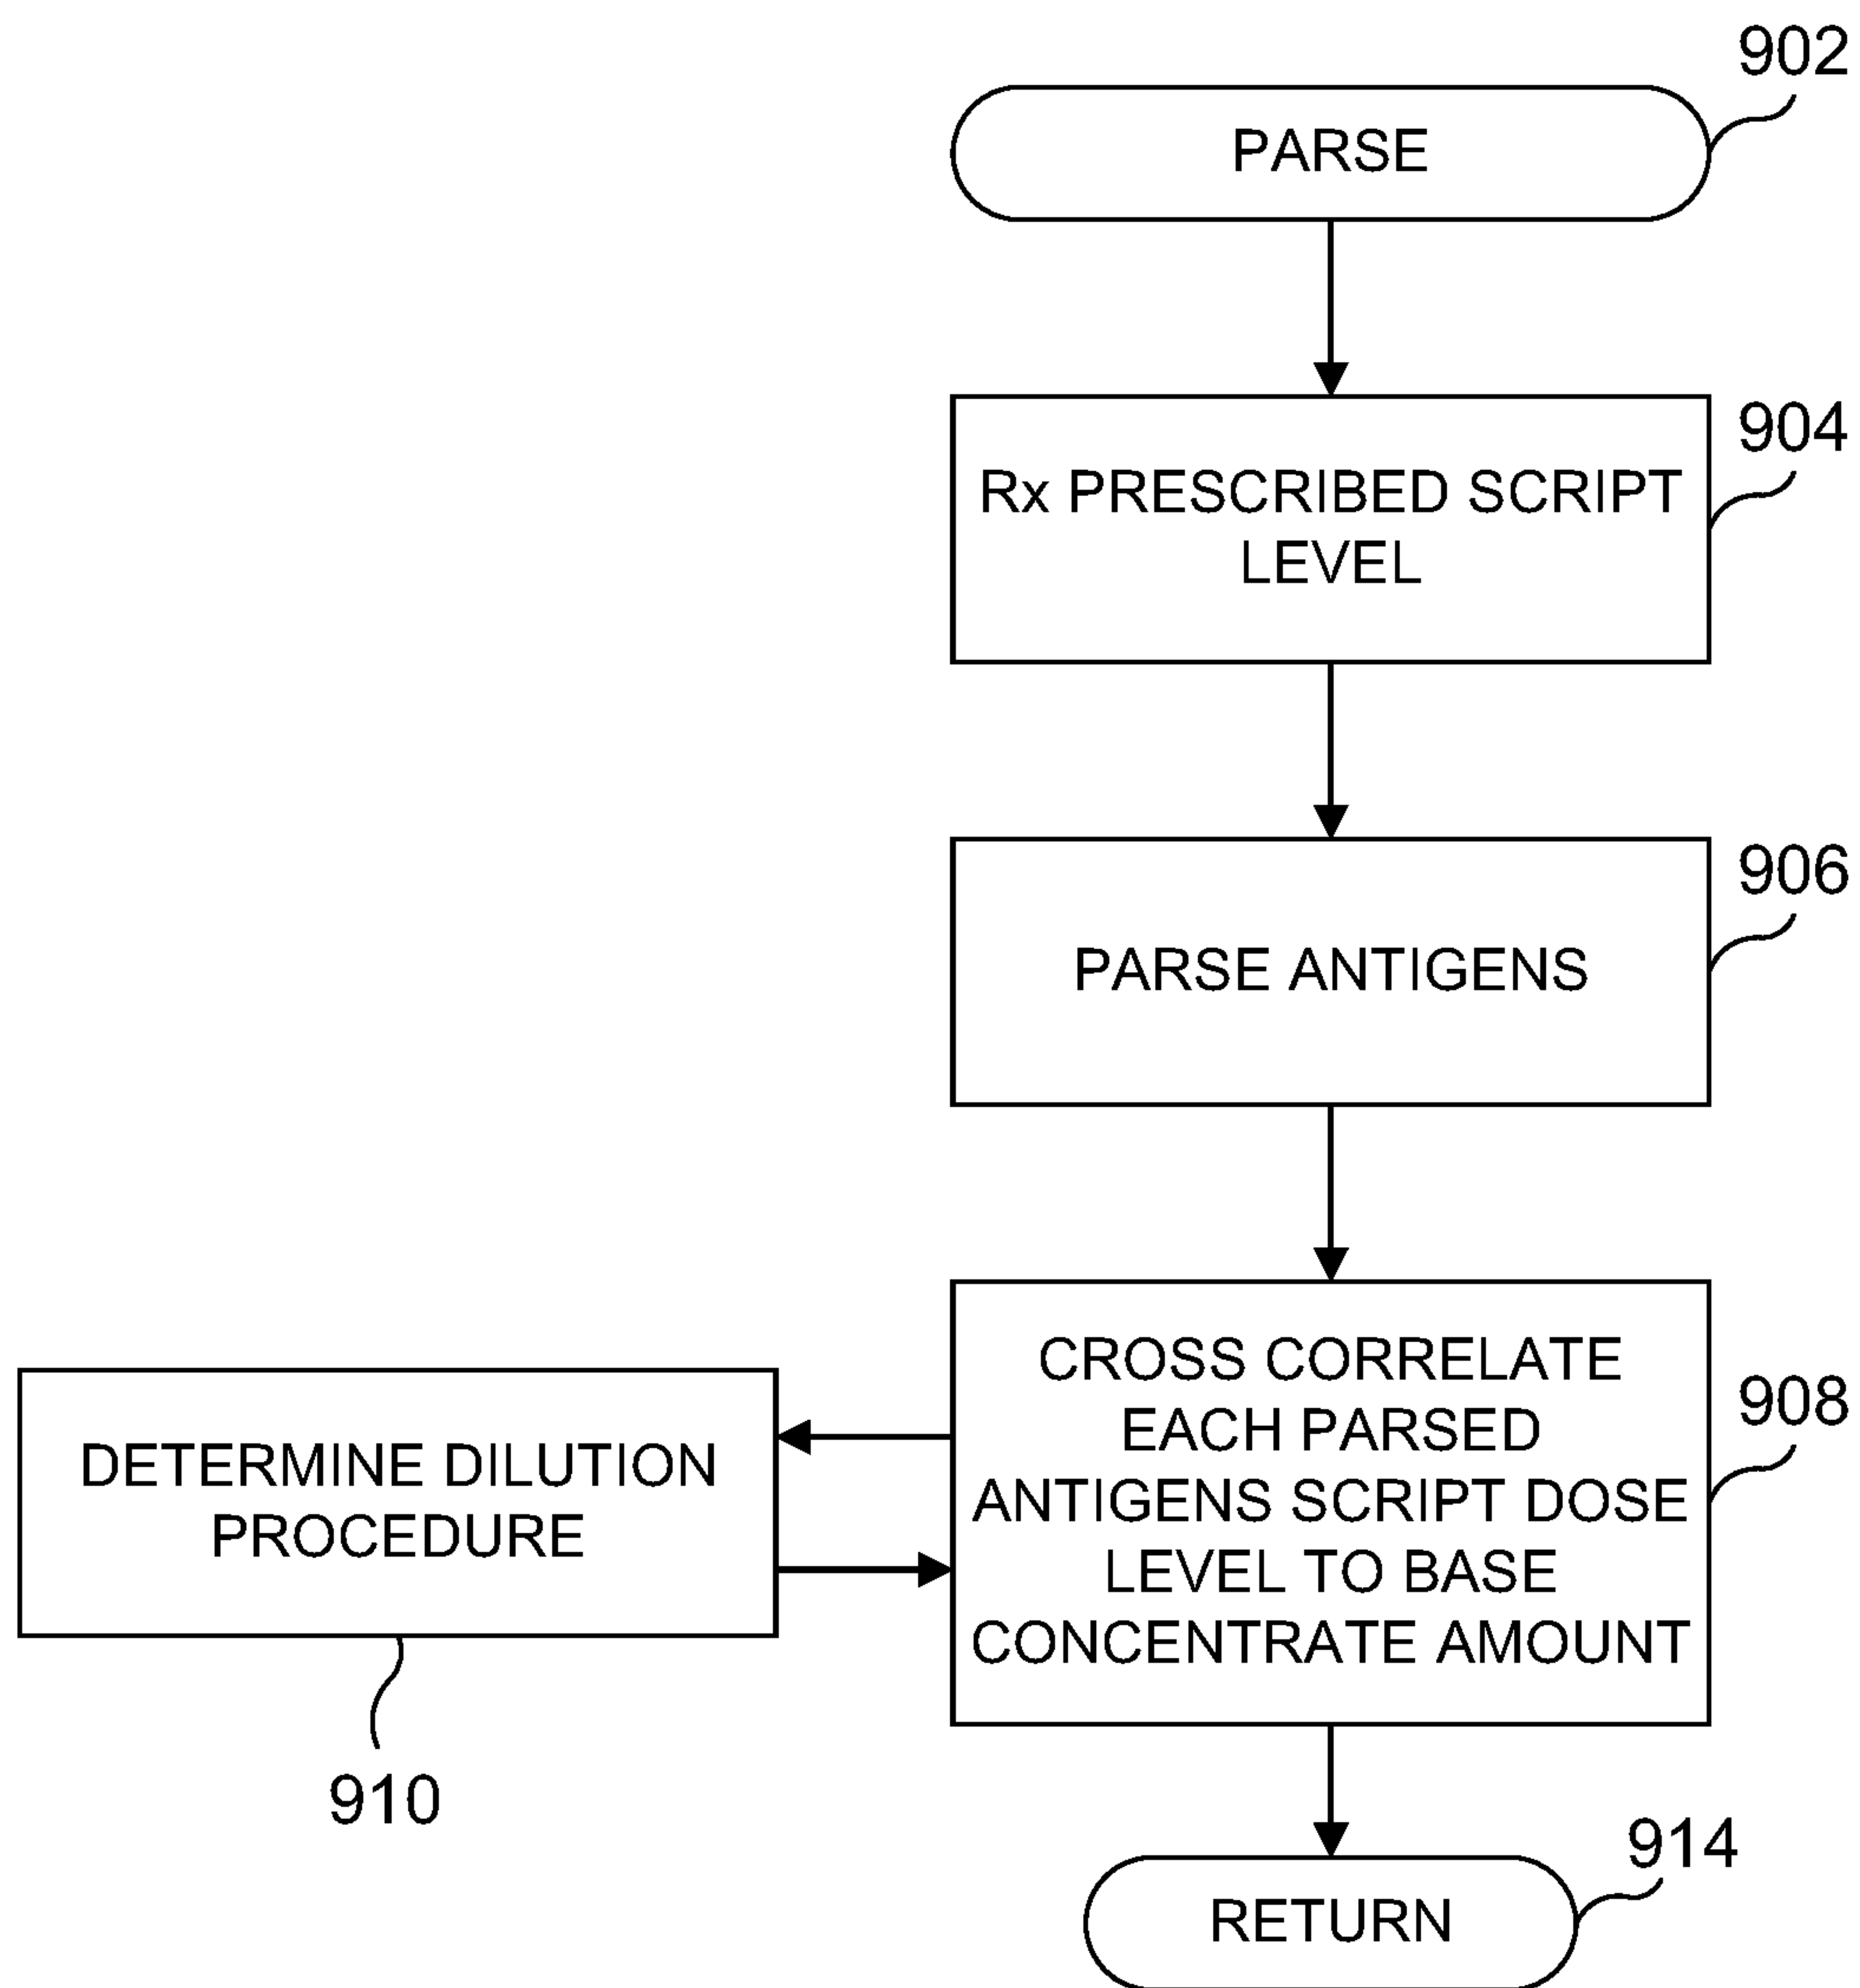 902
PARSE
904
Rx PRESCRIBED SCRIPT
LEVEL
906
PARSE ANTIGENS
908
CROSS CORRELATE
EACH PARSED
ANTIGENS SCRIPT DOSE
LEVEL TO BASE
CONCENTRATE AMOUNT
DETERMINE DILUTION
PROCEDURE
910
914
RETURN